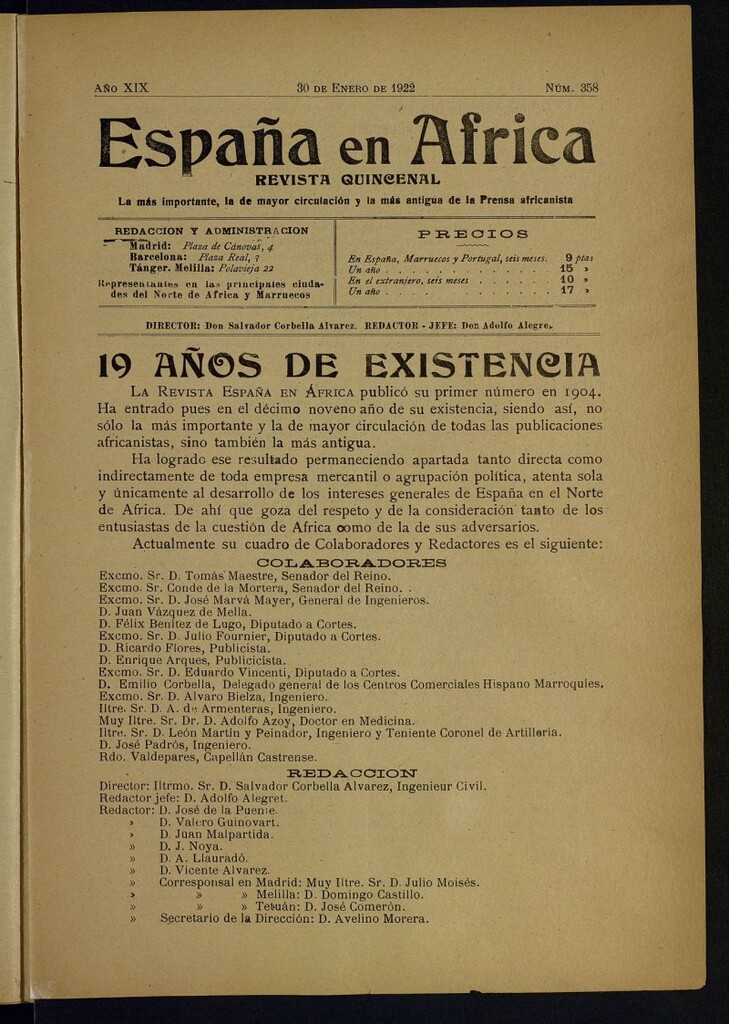 AÑO XIX 30 DE ENERO DE 1922 NÚM. 358
España en Africa
REVISTA QUINCENAL
La más importante, la de mayor circulación y la más antigua de la Prensa africanista
REDACCION Y ADMINISTRACION
Madrid: Plaza de Cánovas, 4
Barcelona: Plaza Real, 3
Tánger. Melilla: Polavieja 22
Representantes en las principales ciuda-
des del Norte de Africa y Marruecos
PRECIOS
En España, Marruecos y Portugal, seis meses. 9 ptas
Un año . . . . . . . . . . . . . 15 »
En el extranjero, seis meses . . . . . . 10 »
Un año . . . . . . . . . . . . . 17 »
DIRECTOR: Don Salvador Corbella Alvarez. REDACTOR - JEFE: Don Adolfo Alegret.
19 AÑOS DE EXISTENCIA
LA REVISTA ESPAÑA EN ÁFRICA publicó su primer número en 1904.
Ha entrado pues en el décimo noveno año de su existencia, siendo así, no
sólo la más importante y la de mayor circulación de todas las publicaciones
africanistas, sino también la más antigua.
Ha logrado ese resultado permaneciendo apartada tanto directa como
indirectamente de toda empresa mercantil o agrupación política, atenta sola
y únicamente al desarrollo de los intereses generales de España en el Norte
de Africa. De ahí que goza del respeto y de la consideración tanto de los
entusiastas de la cuestión de Africa como de la de sus adversarios.
Actualmente su cuadro de Colaboradores y Redactores es el siguiente:
COLABORADORES
Excmo. Sr. D. Tomás Maestre, Senador del Reino.
Excmo. Sr. Conde de la Mortera, Senador del Reino.
Excmo. Sr. D. José Marvá Mayer, General de Ingenieros.
D. Juan Vázquez de Mella.
D. Félix Benitez de Lugo, Diputado a Cortes.
Excmo. Sr. D. Julio Fournier, Diputado a Cortes.
D. Ricardo Flores, Publicista.
D. Enrique Arques, Publicicista.
Excmo. Sr. D. Eduardo Vincenti, Diputado a Cortes.
D. Emilio Corbella, Delegado general de los Centros Comerciales Hispano Marroquíes.
Excmo. Sr. D. Alvaro Bielza, Ingeniero.
Iltre. Sr. D. A. de Armenteras, Ingeniero.
Muy Iltre. Sr. Dr. D. Adolfo Azoy, Doctor en Medicina.
Iltre. Sr. D. León Martín y Peinador, Ingeniero y Teniente Coronel de Artillería.
D. José Padrós, Ingeniero.
Rdo. Valdepares, Capellán Castrense.
REDACCION
Director: Iltrmo. Sr. D. Salvador Corbella Alvarez, Ingenieur Civil.
Redactor jefe: D. Adolfo Alegret.
Redactor: D. José de la Puente.
» D. Valero Guinovart.
» D. Juan Malpartida.
» D. J. Noya.
» D. A. Llauradó.
» D. Vicente Alvarez.
» Corresponsal en Madrid: Muy Iltre. Sr. D. Julio Moisés.
» » » Melilla: D. Domingo Castillo.
» » » Tetuán: D. José Comerón.
» Secretario de la Dirección: D. Avelino Morera.